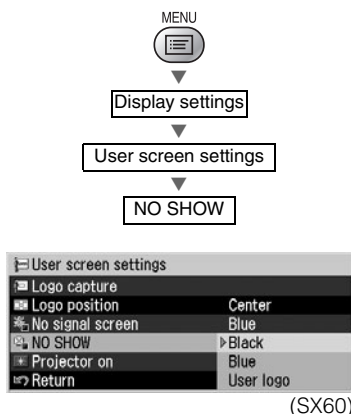 MENU
Display settings
User screen settings
NO SHOW
User screen settings
Logo capture
Logo position Center
No signal screen Blue
NO SHOW Black
Projector on Blue
Return User logo
(SX60)